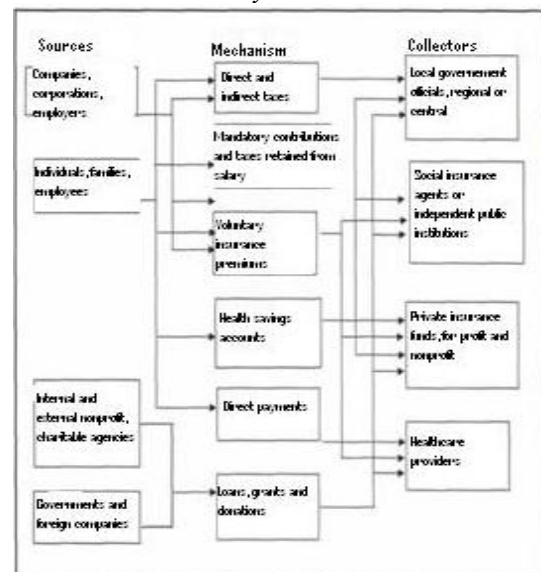 Sources
Companies,
corporations,
employers
Individuals, families,
employees
Internal and
external nonprofit,
charitable agencies
Governments and
foreign companies
Mechanism
Direct and
indirect taxes
Mandatory contributions
and taxes retained from
salary
Voluntary
insurance
premiums
Health savings
accounts
Direct payments
Loans, grants and
donations
Collectors
Local governement
officials, regional or
central
Social insurance
agents or
independent public
institutions
Private insurance
funds, for profit and
nonprofit
Healthcare
providers